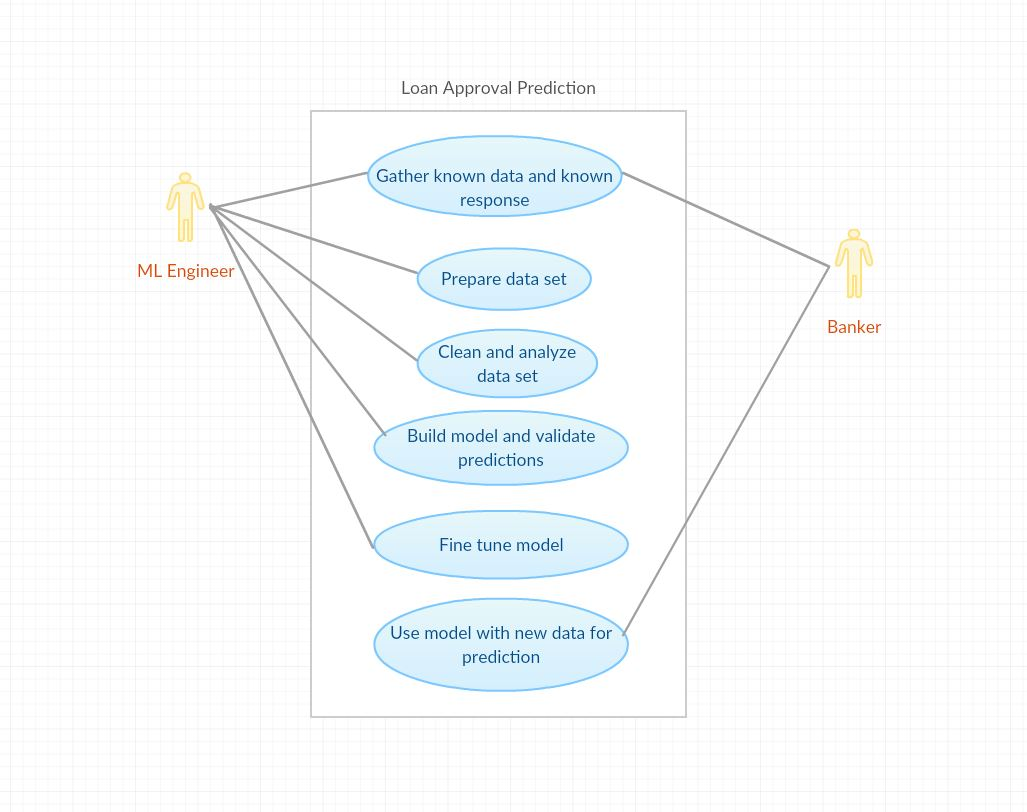 Loan Approval Prediction
Gather known data and known
response
ML Engineer
Prepare data set
Banker
Clean and analyze
data set
Build model and validate
predictions
Fine tune model
Use model with new data for
prediction